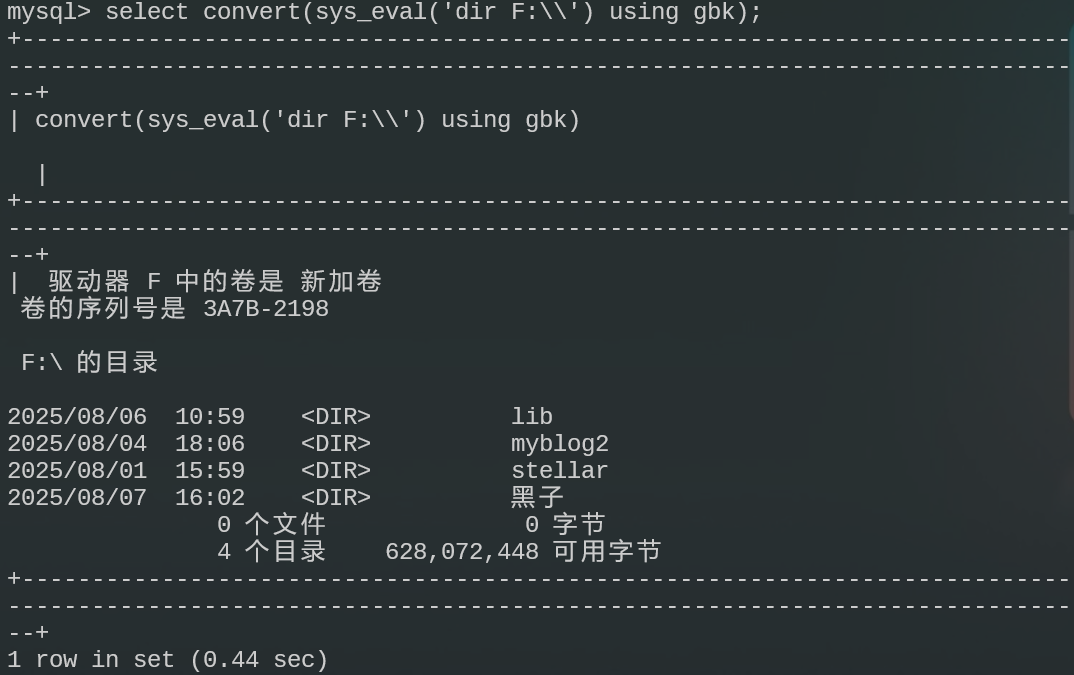 mysql> select convert(sys_eval('dir F:\\') using gbk);
+---------------------------------------------------------------------------
----------------------------------------------------------------------------
--+
| convert(sys_eval('dir F:\\') using gbk)
  |
+---------------------------------------------------------------------------
----------------------------------------------------------------------------
--+
|  驱动器 F 中的卷是 新加卷
 卷的序列号是 3A7B-2198
 F:\ 的目录
2025/08/06  10:59    <DIR>          lib
2025/08/04  18:06    <DIR>          myblog2
2025/08/01  15:59    <DIR>          stellar
2025/08/07  16:02    <DIR>          黑子
               0 个文件              0 字节
               4 个目录    628,072,448 可用字节
+---------------------------------------------------------------------------
----------------------------------------------------------------------------
--+
1 row in set (0.44 sec)